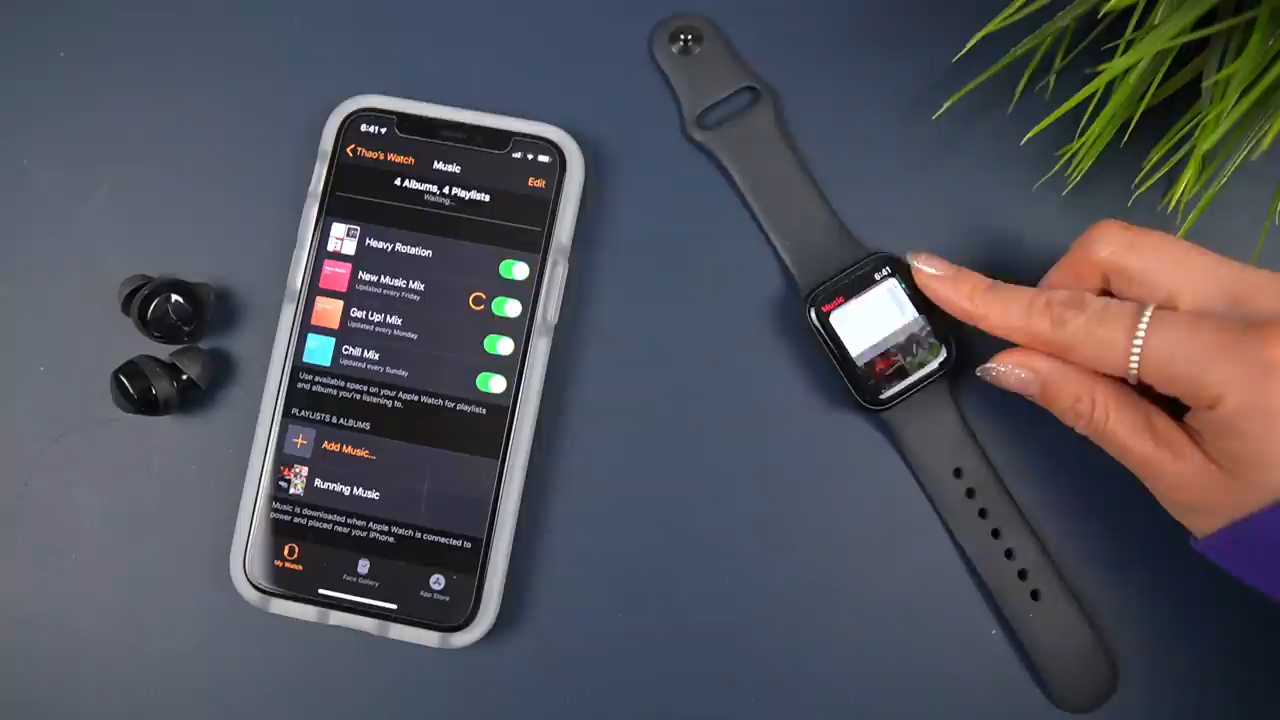 6:41
Thao's Watch
Music
Edit
4 Albums, 4 Playlists
Waiting...
Heavy Rotation
New Music Mix
Updated every Friday
Get Up! Mix
Updated every Monday
Chill Mix
Updated every Sunday
Use available space on your Apple Watch for playlists
and albums you're listening to.
PLAYLISTS & ALBUMS
Add Music...
Running Music
Music is downloaded when Apple Watch is connected to
power and placed near your iPhone.
My Watch
Face Gallery
App Store
6:41
Music